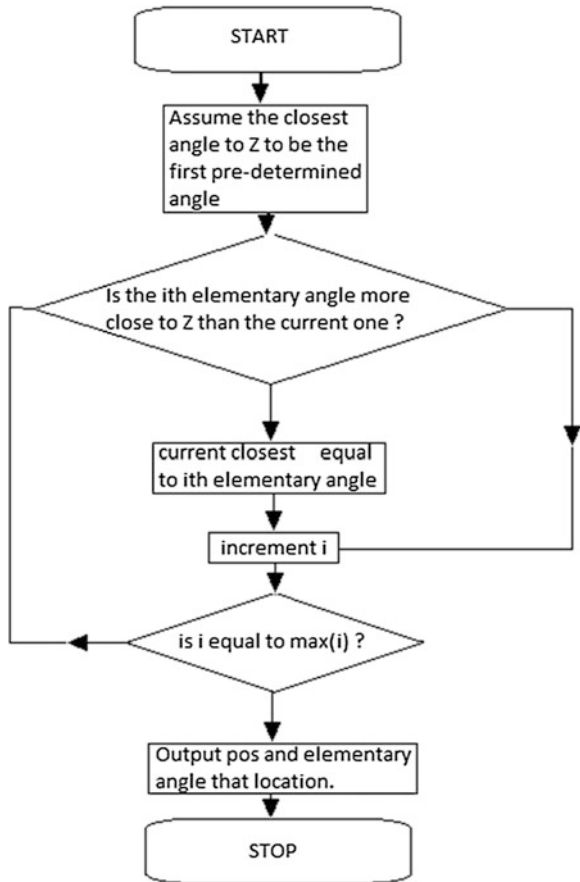 START
Assume the closest
angle to Z to be the
first pre-determined
angle
Is the ith elementary angle more
close to Z than the current one ?
current closest equal
to ith elementary angle
increment i
is i equal to max(i) ?
Output pos and elementary
angle that location.
STOP